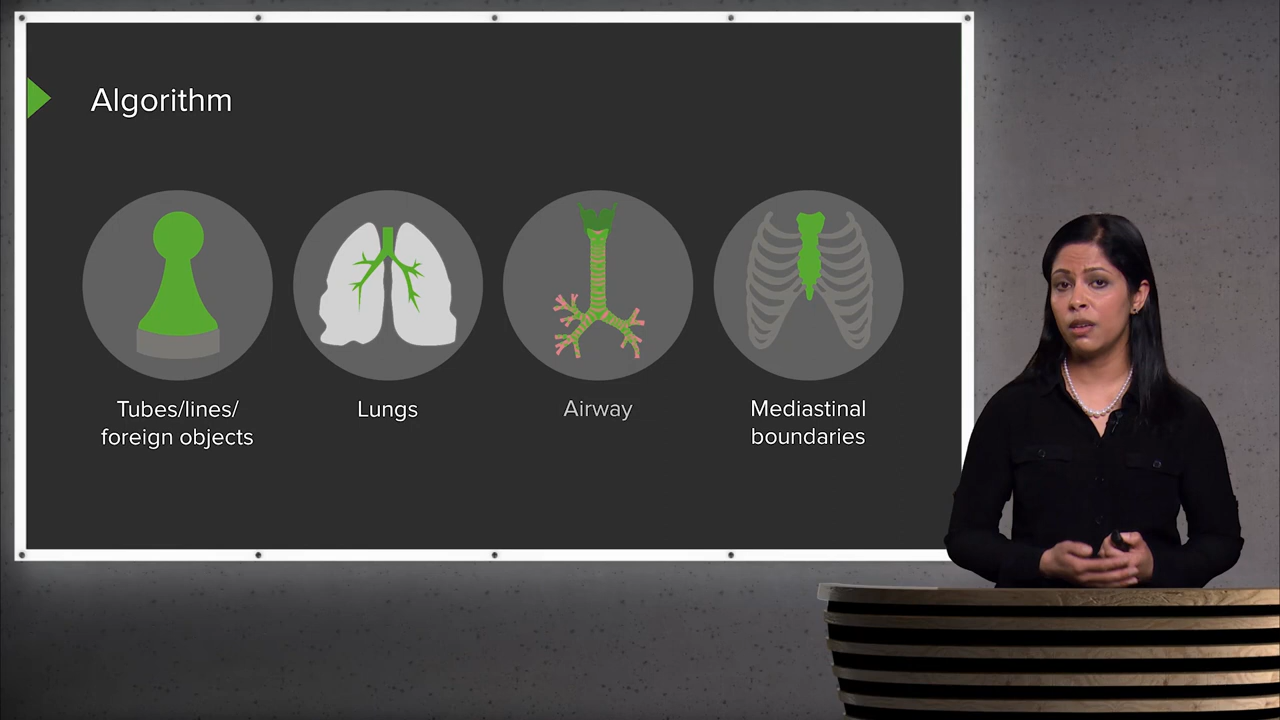 Algorithm
Tubes/lines/
foreign objects
Lungs
Airway
Mediastinal
boundaries